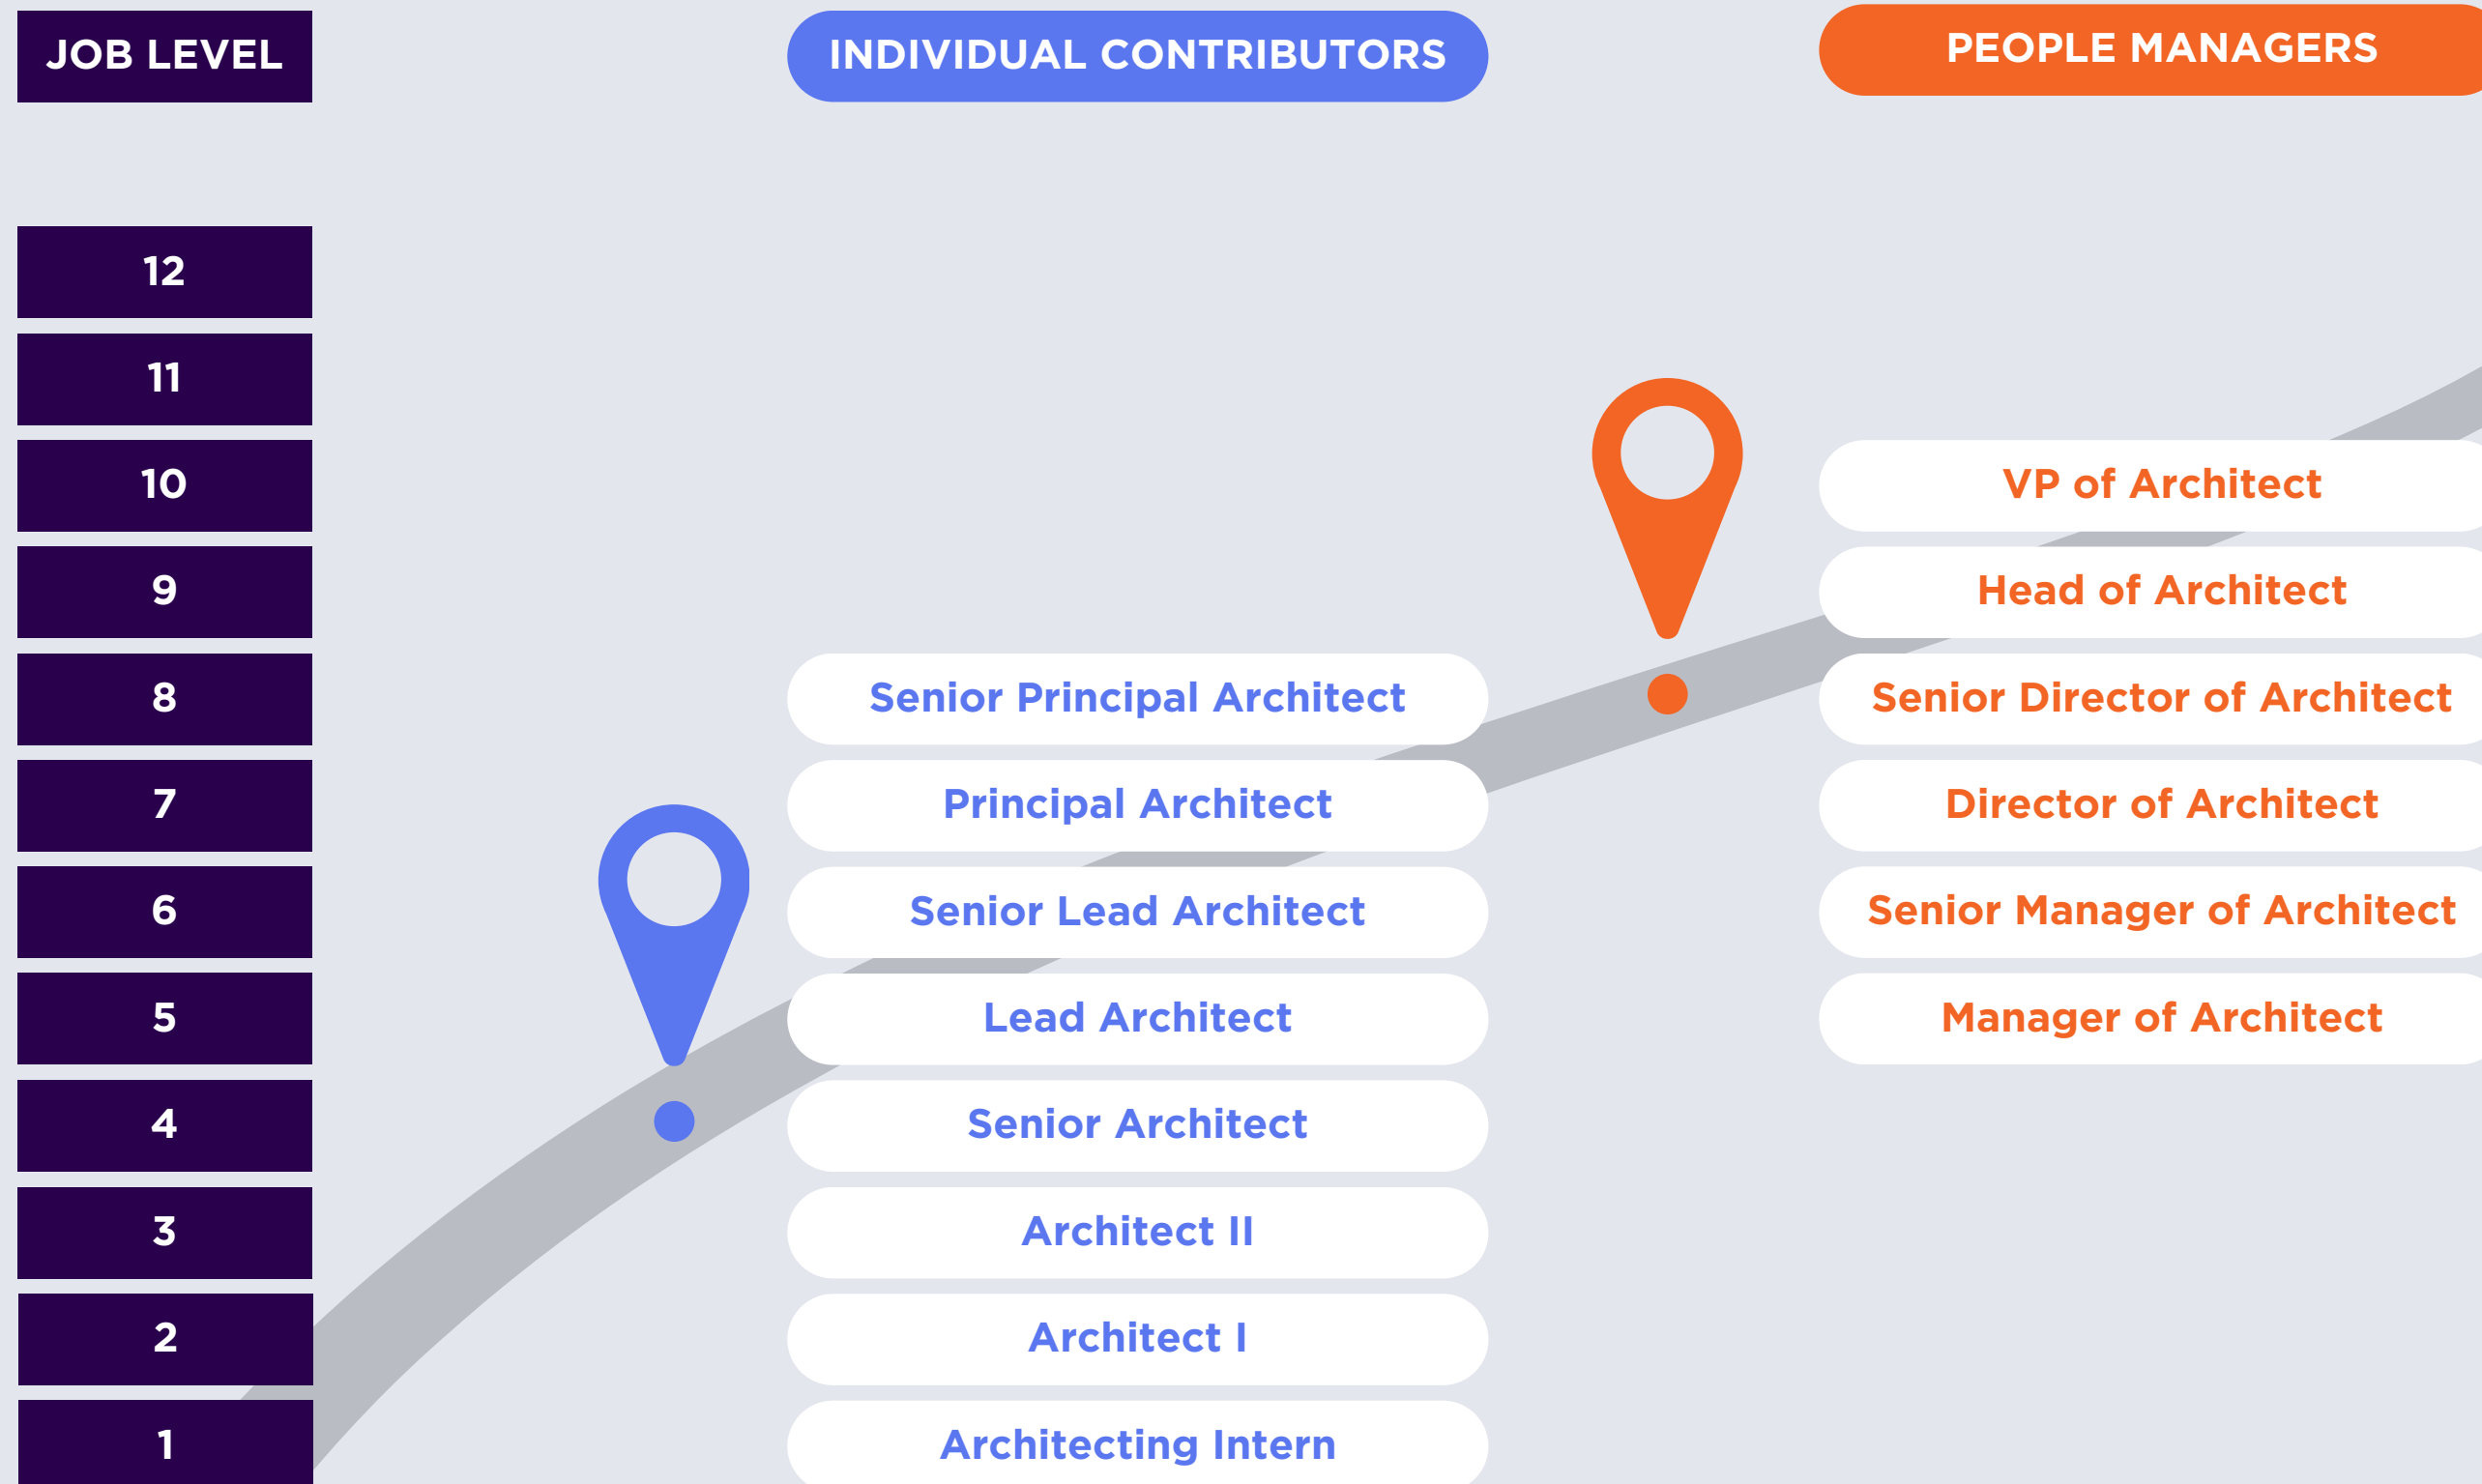 JOB LEVEL INDIVIDUAL CONTRIBUTORS PEOPLE MANAGERS
12
11
10 VP of Architect
9 Head of Architect
8 Senior Principal Architect Senior Director of Architect
7 Principal Architect Director of Architect
6 Senior Lead Architect Senior Manager of Architect
5 Lead Architect Manager of Architect
4 Senior Architect
3 Architect II
2 Architect I
1 Architecting Intern